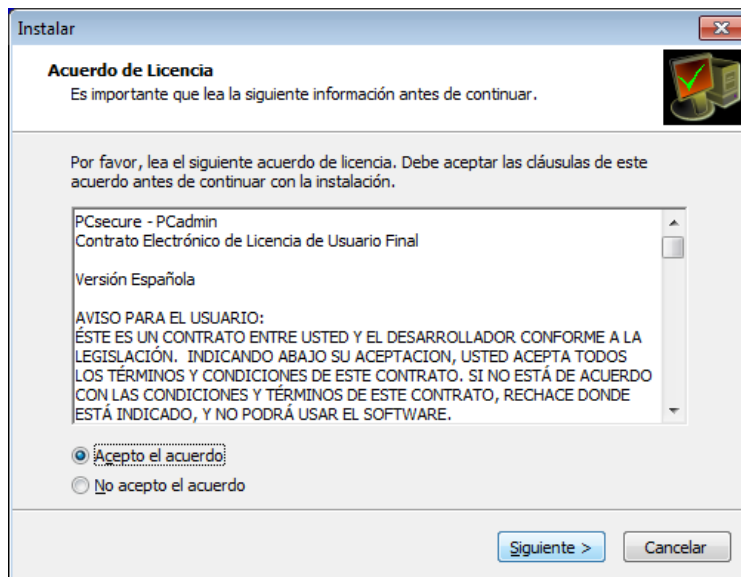 Instalar
Acuerdo de Licencia
Es importante que lea la siguiente información antes de continuar.
Por favor, lea el siguiente acuerdo de licencia. Debe aceptar las cláusulas de este
acuerdo antes de continuar con la instalación.
PCsecure - PCadmin
Contrato Electrónico de Licencia de Usuario Final
Versión Española
AVISO PARA EL USUARIO:
ÉSTE ES UN CONTRATO ENTRE USTED Y EL DESARROLLADOR CONFORME A LA
LEGISLACIÓN. INDICANDO ABAJO SU ACEPTACION, USTED ACEPTA TODOS
LOS TÉRMINOS Y CONDICIONES DE ESTE CONTRATO. SI NO ESTÁ DE ACUERDO
CON LAS CONDICIONES Y TÉRMINOS DE ESTE CONTRATO, RECHACE DONDE
ESTÁ INDICADO, Y NO PODRÁ USAR EL SOFTWARE.
Acepto el acuerdo
No acepto el acuerdo
Siguiente >
Cancelar